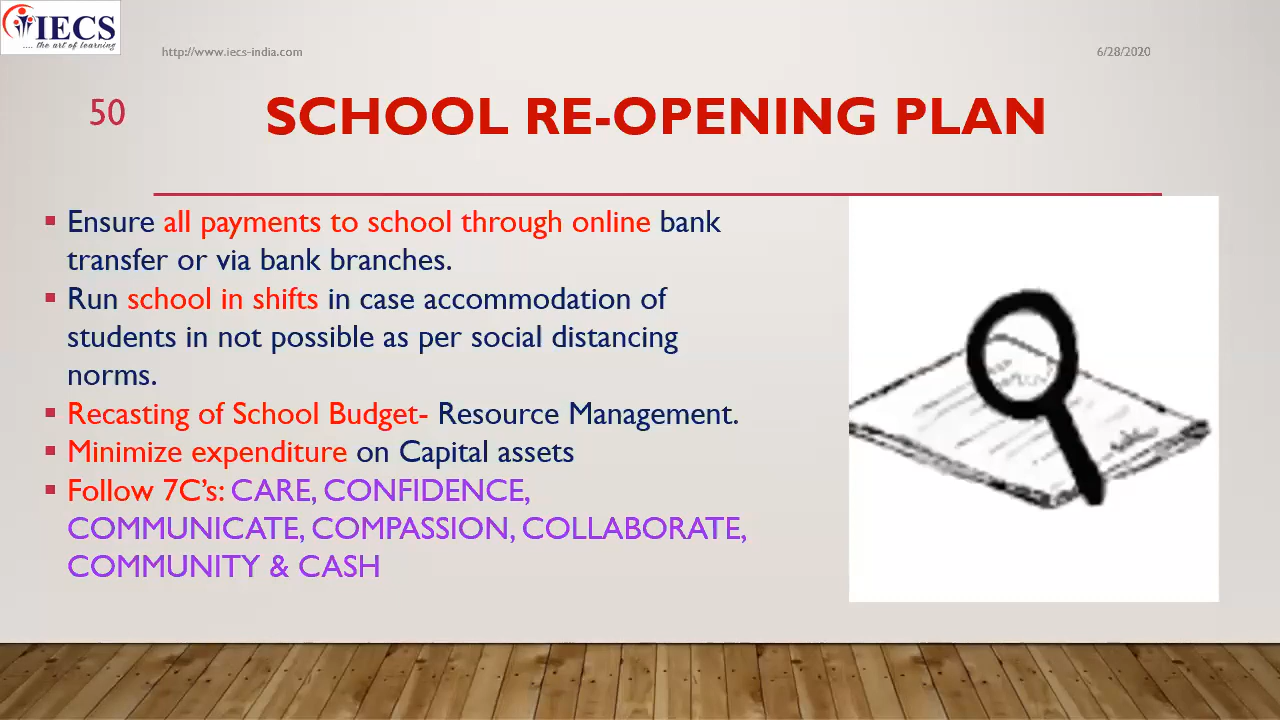 IECS
.... the art of learning
http://www.iecs-india.com
6/28/2020
50
SCHOOL RE-OPENING PLAN
▪ Ensure all payments to school through online bank
transfer or via bank branches.
▪ Run school in shifts in case accommodation of
students in not possible as per social distancing
norms.
▪ Recasting of School Budget- Resource Management.
▪ Minimize expenditure on Capital assets
▪ Follow 7C’s: CARE, CONFIDENCE,
COMMUNICATE, COMPASSION, COLLABORATE,
COMMUNITY & CASH